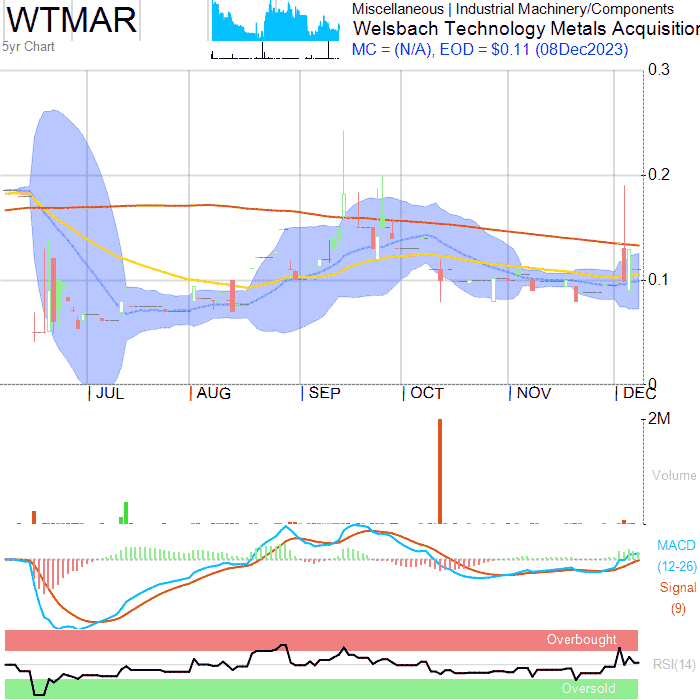 WTMAR
5yr Chart
Miscellaneous | Industrial Machinery/Components
Welsbach Technology Metals Acquisition
MC = (N/A), EOD = $0.11 (08Dec2023)
0.3
0.2
0.1
0
JUL
AUG
SEP
OCT
NOV
DEC
2M
Volume
MACD
(12-26)
Signal
(9)
Overbought
RSI(14)
Oversold